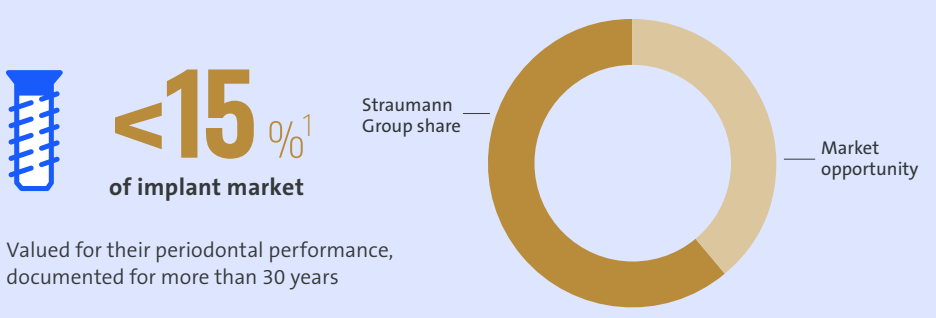 <15 %1
of implant market
Valued for their periodontal performance,
documented for more than 30 years
Straumann
Group share
Market
opportunity